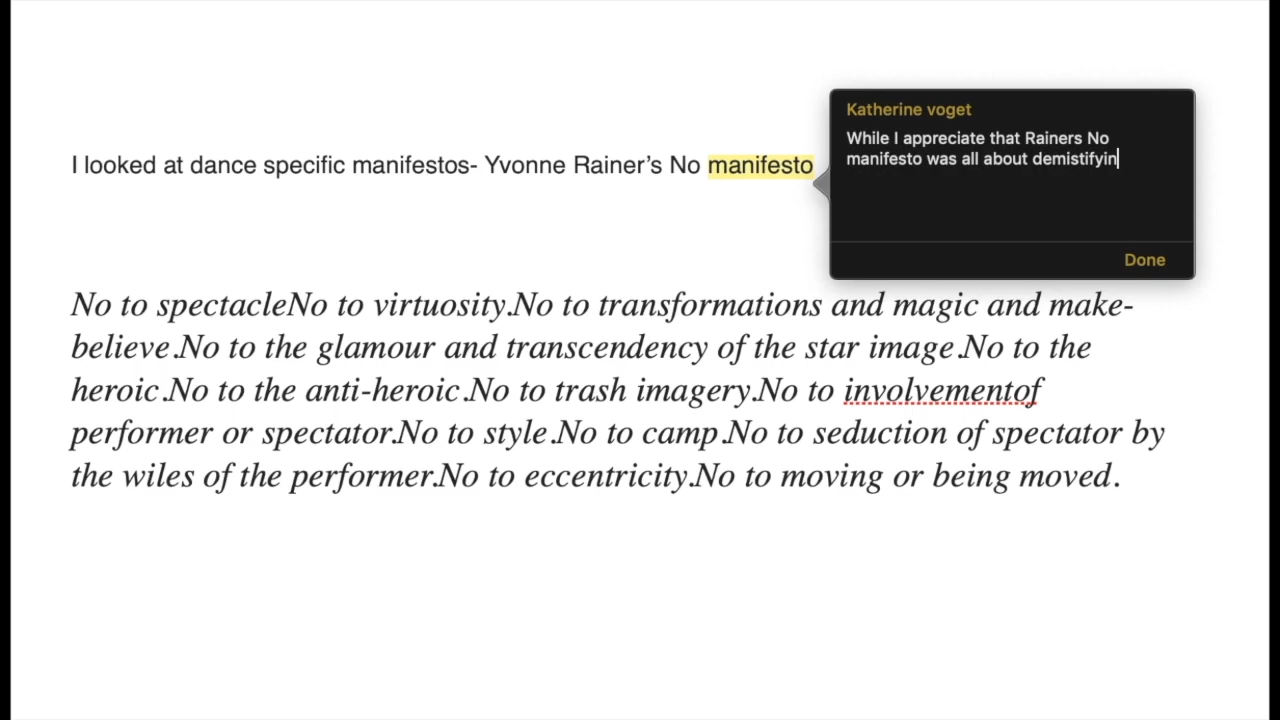 Katherine voget
While I appreciate that Rainers No
manifesto was all about demistifyin
I looked at dance specific manifestos- Yvonne Rainer’s No manifesto
Done
No to spectacleNo to virtuosity.No to transformations and magic and make-
believe.No to the glamour and transcendency of the star image.No to the
heroic.No to the anti-heroic.No to trash imagery.No to involvementof
performer or spectator.No to style.No to camp.No to seduction of spectator by
the wiles of the performer.No to eccentricity.No to moving or being moved.